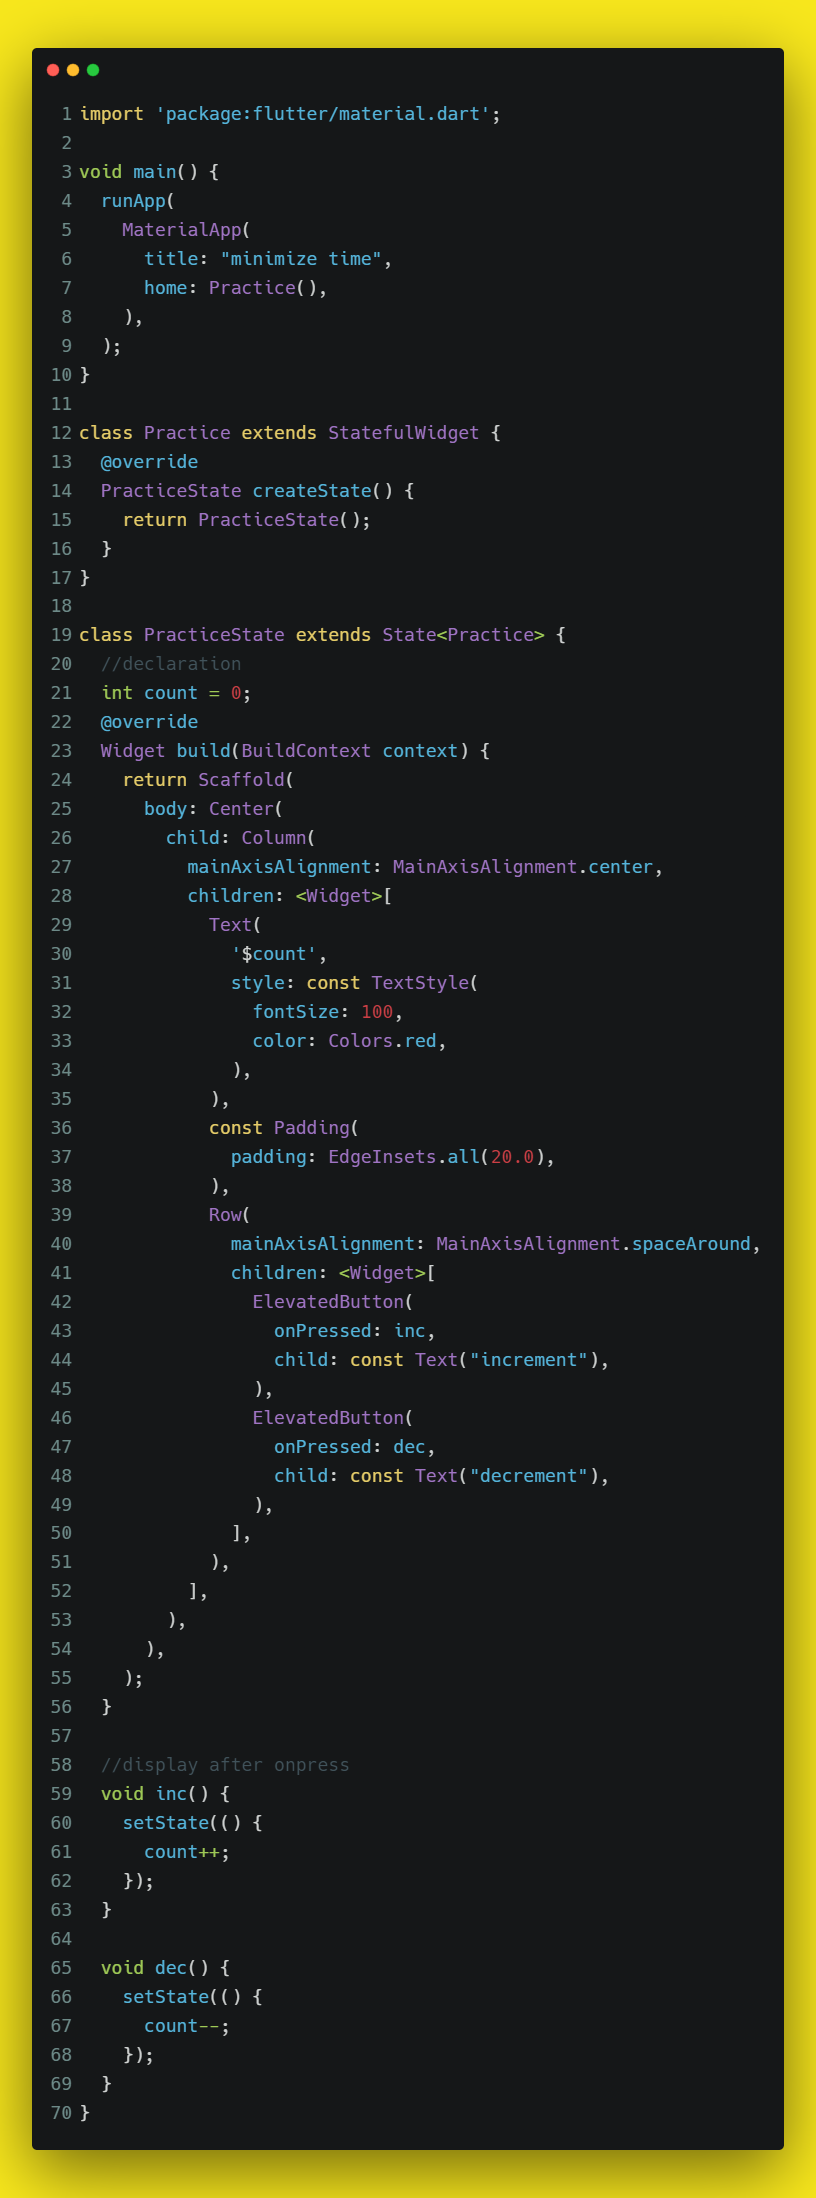 1 import 'package:flutter/material.dart';
2
3 void main() {
4   runApp(
5     MaterialApp(
6       title: "minimize time",
7       home: Practice(),
8     ),
9   );
10 }
11
12 class Practice extends StatefulWidget {
13   @override
14   PracticeState createState() {
15     return PracticeState();
16   }
17 }
18
19 class PracticeState extends State<Practice> {
20   //declaration
21   int count = 0;
22   @override
23   Widget build(BuildContext context) {
24     return Scaffold(
25       body: Center(
26         child: Column(
27           mainAxisAlignment: MainAxisAlignment.center,
28           children: <Widget>[
29             Text(
30               '$count',
31               style: const TextStyle(
32                 fontSize: 100,
33                 color: Colors.red,
34               ),
35             ),
36             const Padding(
37               padding: EdgeInsets.all(20.0),
38             ),
39             Row(
40               mainAxisAlignment: MainAxisAlignment.spaceAround,
41               children: <Widget>[
42                 ElevatedButton(
43                   onPressed: inc,
44                   child: const Text("increment"),
45                 ),
46                 ElevatedButton(
47                   onPressed: dec,
48                   child: const Text("decrement"),
49                 ),
50               ],
51             ),
52           ],
53         ),
54       ),
55     );
56   }
57
58   //display after onpress
59   void inc() {
60     setState(() {
61       count++;
62     });
63   }
64
65   void dec() {
66     setState(() {
67       count--;
68     });
69   }
70 }